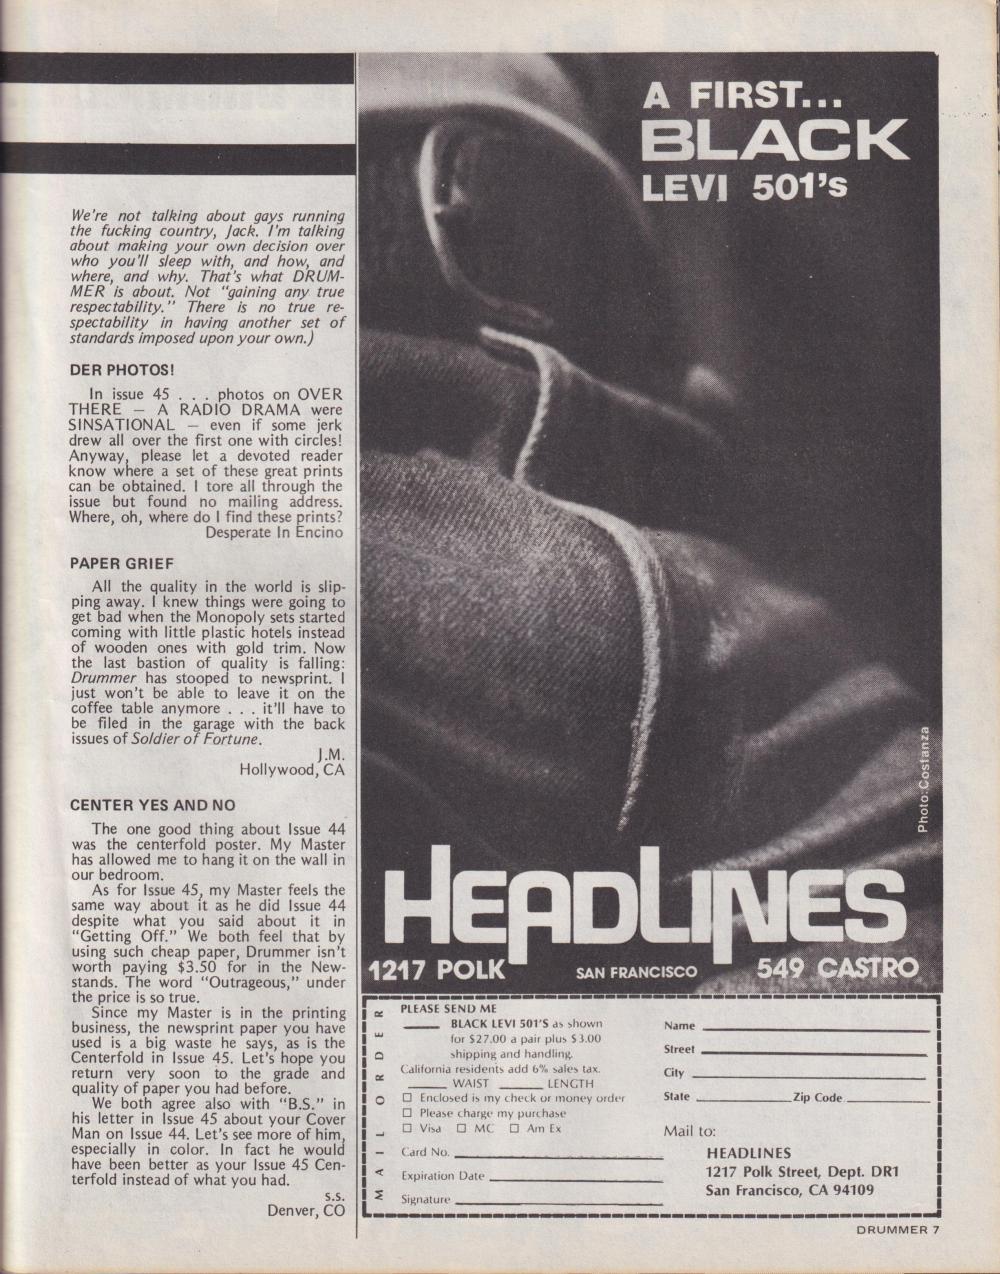 We're not talking about gays running
the fucking country, Jack. I'm talking
about making your own decision over
who you'll sleep with, and how, and
where, and why. That's what DRUM-
MER is about. Not "gaining any true
respectability." There is no true re-
spectability in having another set of
standards imposed upon your own.)
DER PHOTOS!
In issue 45 . . . photos on OVER
THERE — A RADIO DRAMA were
SINSATIONAL — even if some jerk
drew all over the first one with circles!
Anyway, please let a devoted reader
know where a set of these great prints
can be obtained. I tore all through the
issue but found no mailing address.
Where, oh, where do I find these prints?
Desperate In Encino
PAPER GRIEF
All the quality in the world is slip-
ping away. I knew things were going to
get bad when the Monopoly sets started
coming with little plastic hotels instead
of wooden ones with gold trim. Now
the last bastion of quality is falling:
Drummer has stooped to newsprint. I
just won't be able to leave it on the
coffee table anymore . . . it'll have to
be filed in the garage with the back
issues of Soldier of Fortune.
J.M.
Hollywood, CA
CENTER YES AND NO
The one good thing about Issue 44
was the centerfold poster. My Master
has allowed me to hang it on the wall in
our bedroom.
As for Issue 45, my Master feels the
same way about it as he did Issue 44
despite what you said about it in
"Getting Off." We both feel that by
using such cheap paper, Drummer isn't
worth paying $3.50 for in the New-
stands. The word "Outrageous," under
the price is so true.
Since my Master is in the printing
business, the newsprint paper you have
used is a big waste he says, as is the
Centerfold in Issue 45. Let's hope you
return very soon to the grade and
quality of paper you had before.
We both agree also with "B.S." in
his letter in Issue 45 about your Cover
Man on Issue 44. Let's see more of him,
especially in color. In fact he would
have been better as your Issue 45 Cen-
terfold instead of what you had.
s.s.
Denver, CO
A FIRST...
BLACK
LEVI 501's
Photo: Costanza
HEADLINES
1217 POLK SAN FRANCISCO 549 CASTRO
MAIL ORDER
PLEASE SEND ME
BLACK LEVI 501'S as shown
for $27.00 a pair plus $3.00
shipping and handling.
California residents add 6% sales tax.
WAIST LENGTH
☐ Enclosed is my check or money order
☐ Please charge my purchase
☐ Visa ☐ MC ☐ Am Ex
Card No.
Expiration Date
Signature
Name
Street
City
State Zip Code
Mail to:
HEADLINES
1217 Polk Street, Dept. DR1
San Francisco, CA 94109
DRUMMER 7